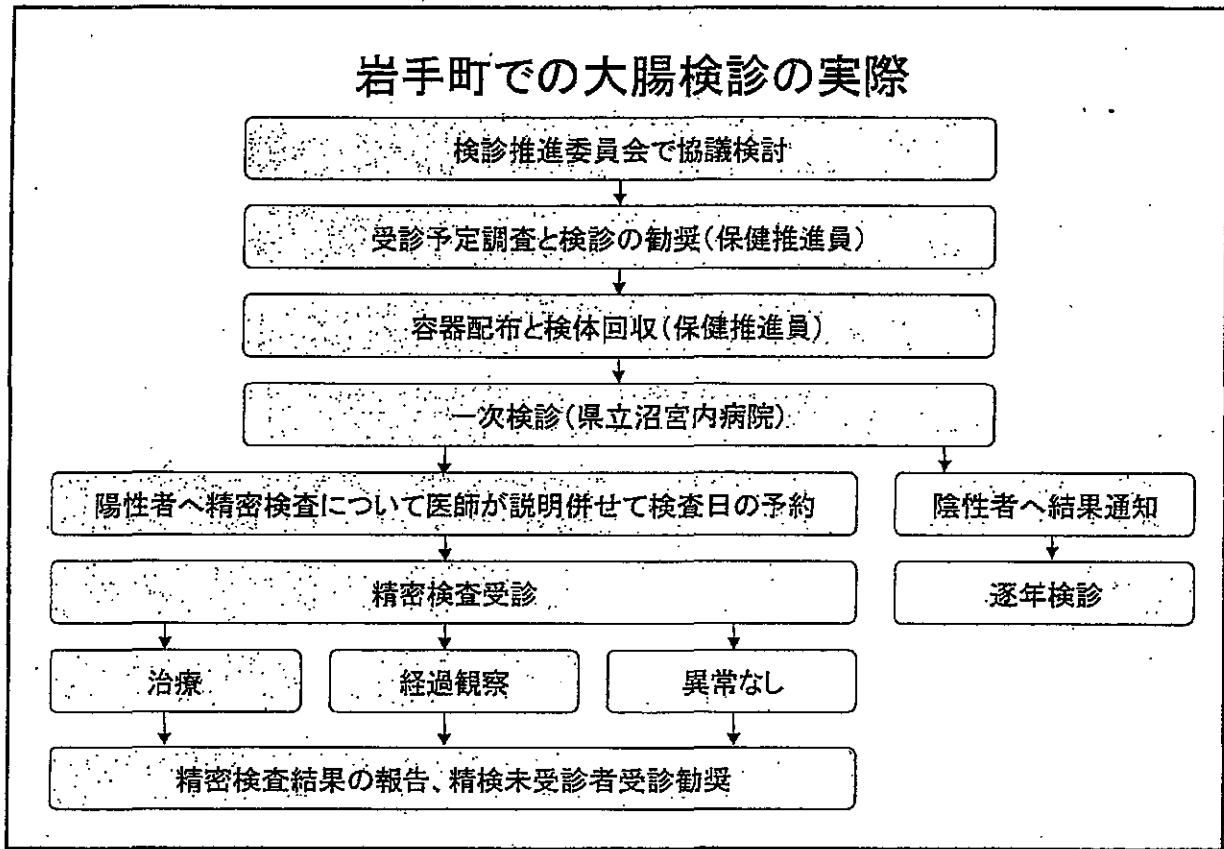 岩手町での大腸検診の実際
検診推進委員会で協議検討
受診予定調査と検診の勧奨(保健推進員)
容器配布と検体回収(保健推進員)
一次検診(県立沼宮内病院)
陽性者へ精密検査について医師が説明併せて検査日の予約
陰性者へ結果通知
精密検査受診
逐年検診
治療
経過観察
異常なし
精密検査結果の報告、精検未受診者受診勧奨